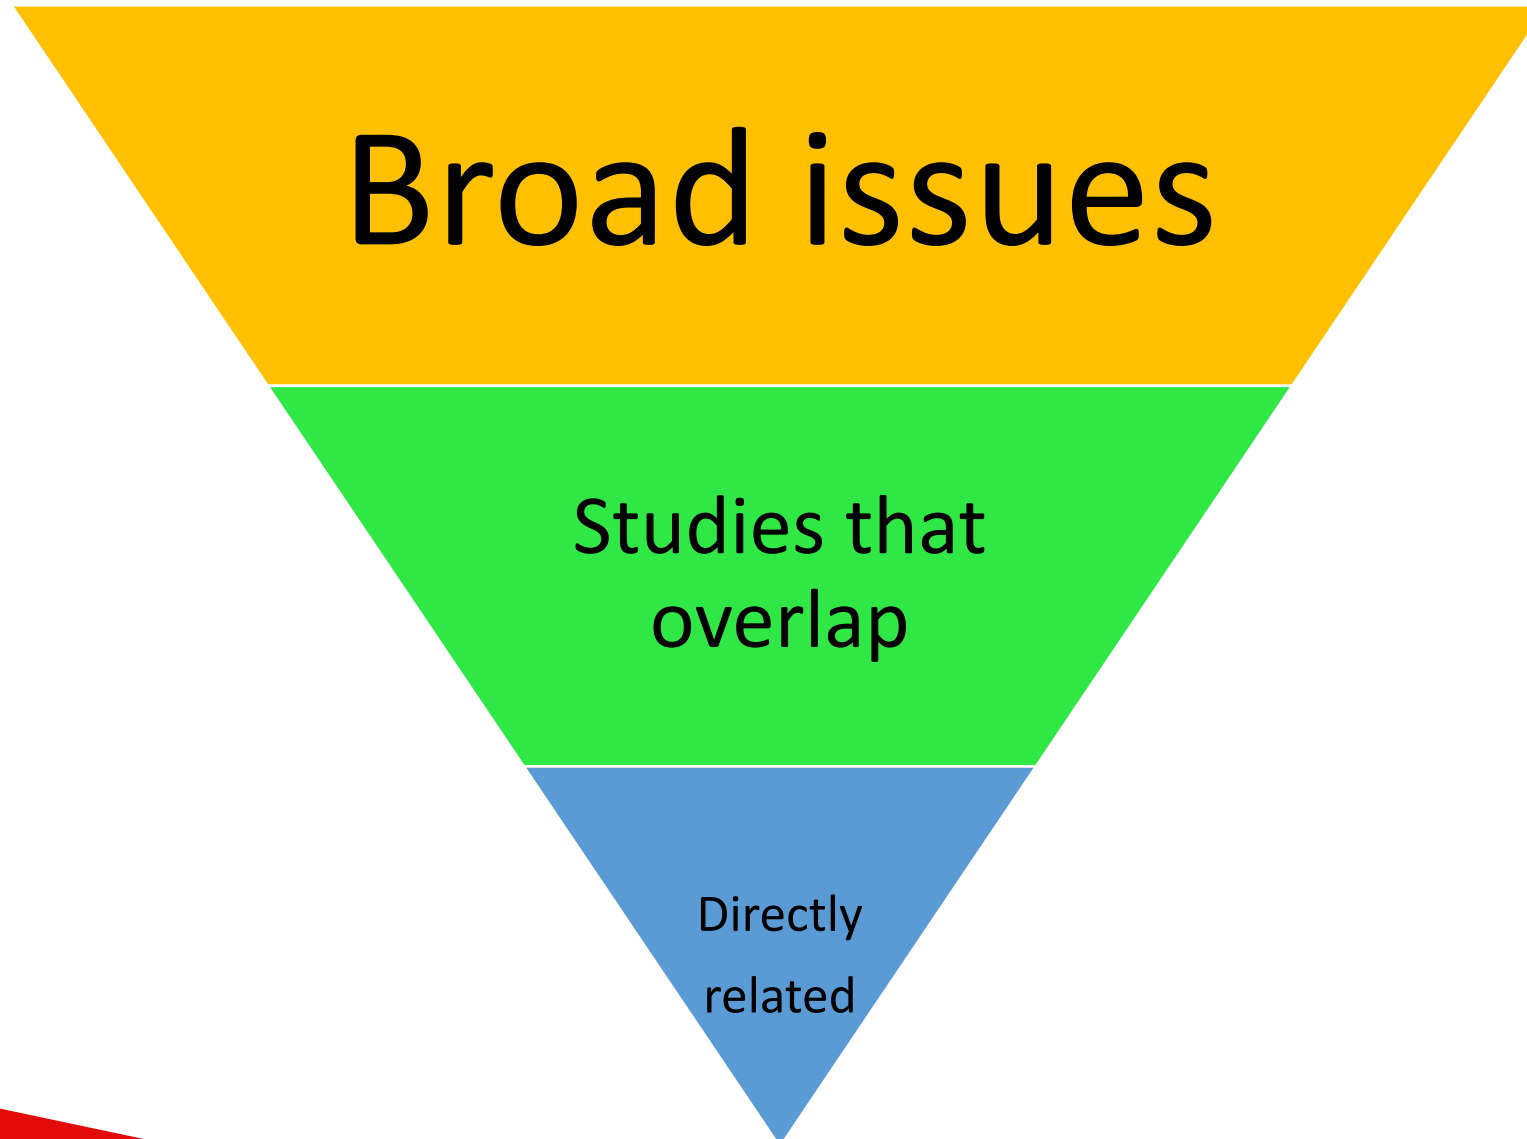 Broad issues
Studies that
overlap
Directly
related